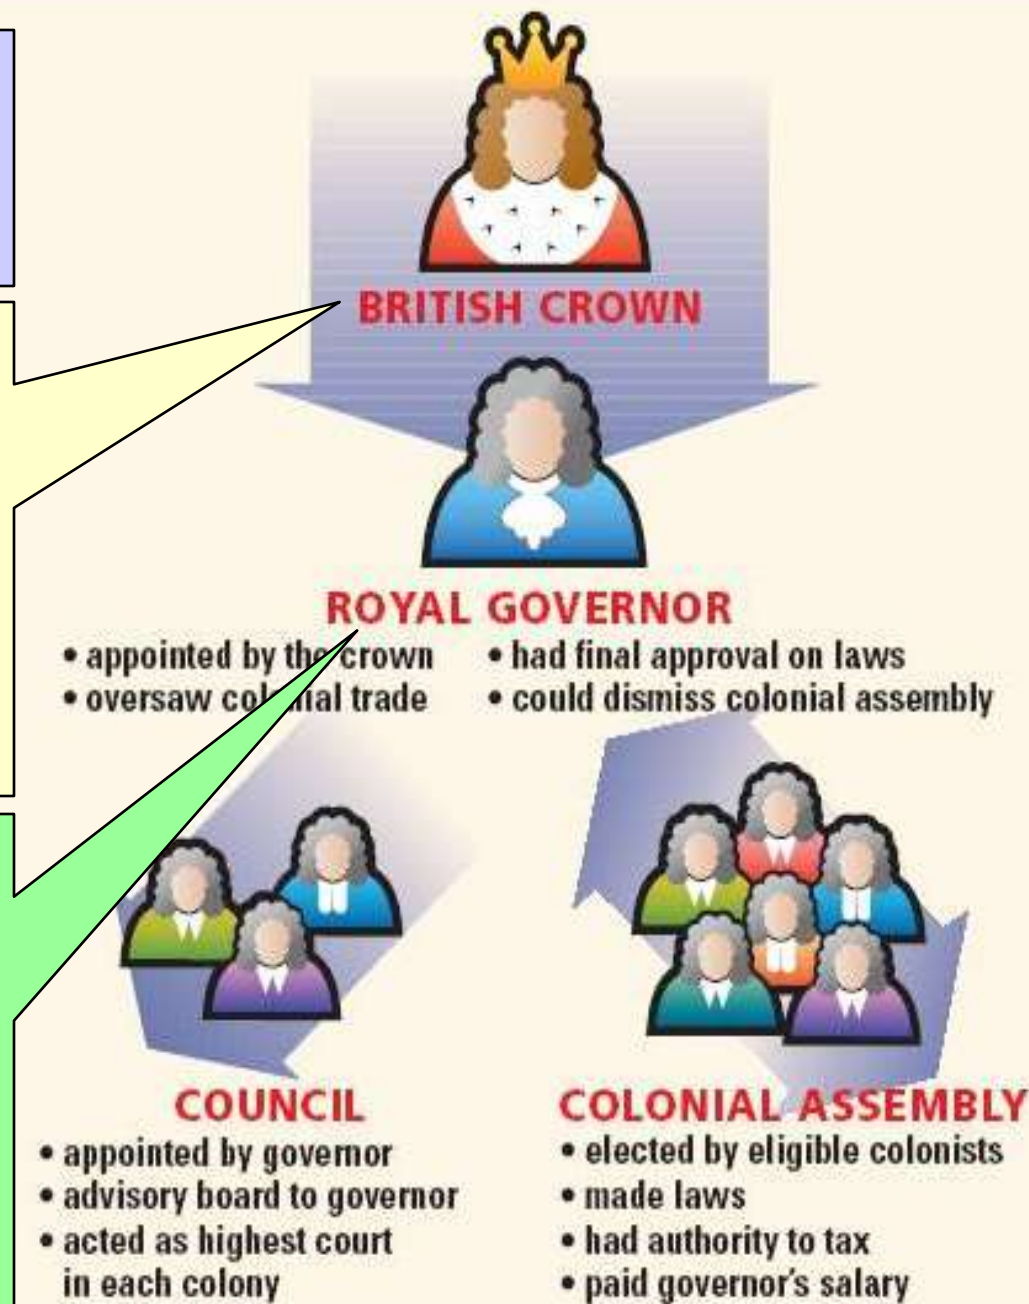 BRITISH CROWN
ROYAL GOVERNOR
• appointed by the crown
• oversaw colonial trade
• had final approval on laws
• could dismiss colonial assembly
COUNCIL
• appointed by governor
• advisory board to governor
• acted as highest court
in each colony
COLONIAL ASSEMBLY
• elected by eligible colonists
• made laws
• had authority to tax
• paid governor's salary